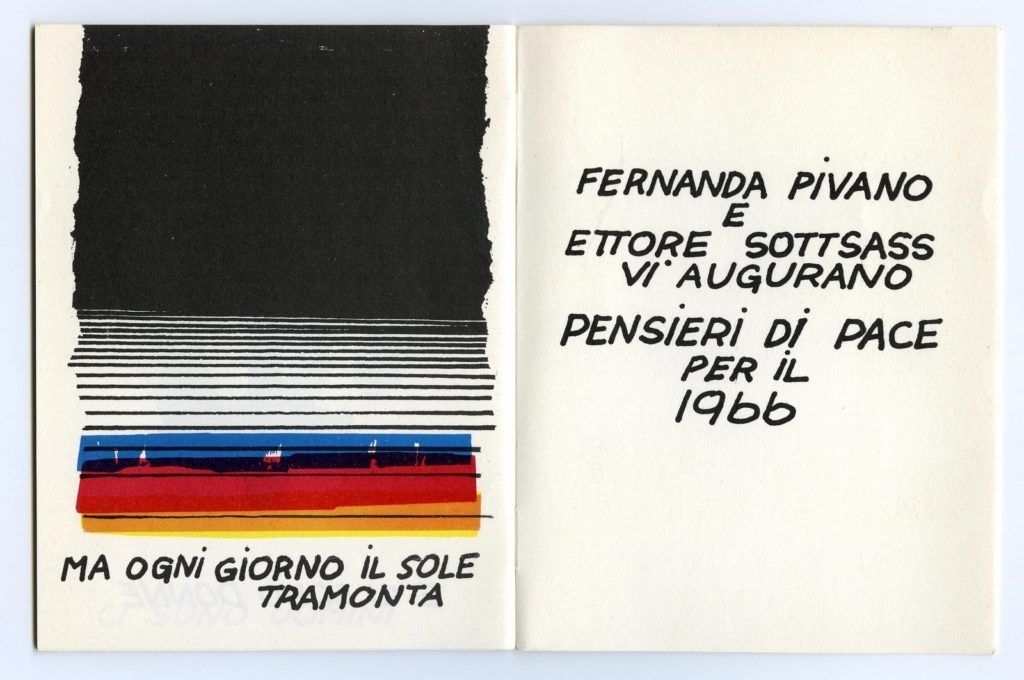 MA OGNI GIORNO IL SOLE
TRAMONTA
FERNANDA PIVANO
E
ETTORE SOTTSASS
VI AUGURANO
PENSIERI DI PACE
PER IL
1966